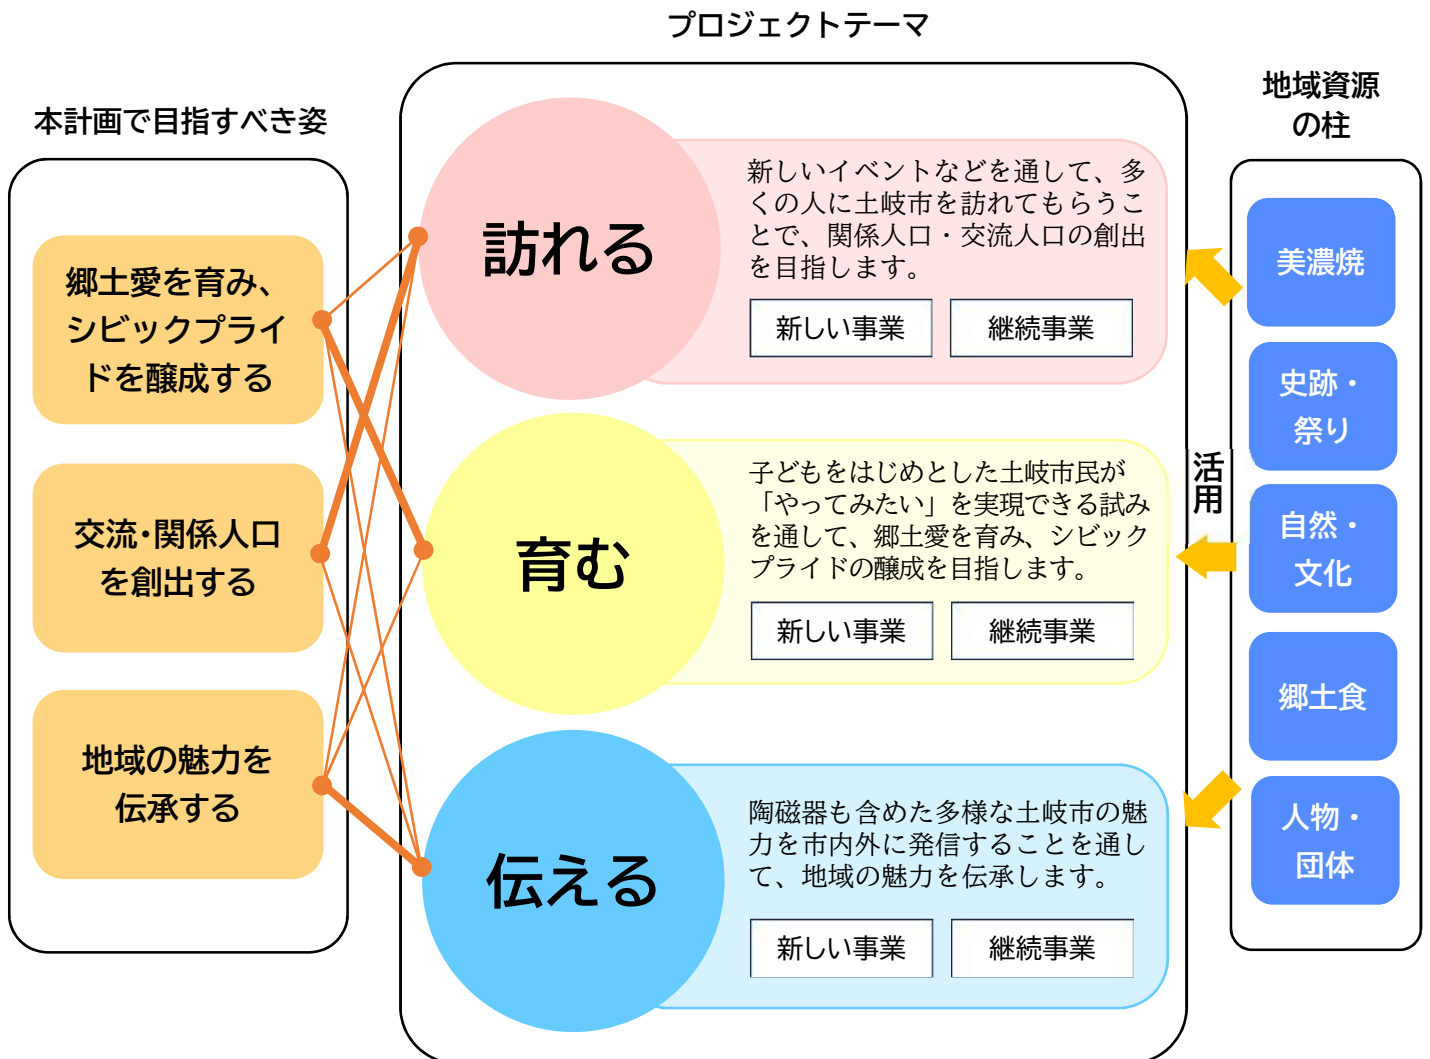 プロジェクトテーマ
本計画で目指すべき姿
郷土愛を育み、
シビックプライ
ドを醸成する
交流・関係人口
を創出する
地域の魅力を
伝承する
訪れる
新しいイベントなどを通して、多
くの人に土岐市を訪れてもらうこ
とで、関係人口・交流人口の創出
を目指します。
新しい事業
継続事業
育む
子どもをはじめとした土岐市民が
「やってみたい」を実現できる試み
を通して、郷土愛を育み、シビック
プライドの醸成を目指します。
新しい事業
継続事業
伝える
陶磁器も含めた多様な土岐市の魅
力を市内外に発信することを通し
て、地域の魅力を伝承します。
新しい事業
継続事業
活用
地域資源
の柱
美濃焼
史跡・
祭り
自然・
文化
郷土食
人物・
団体